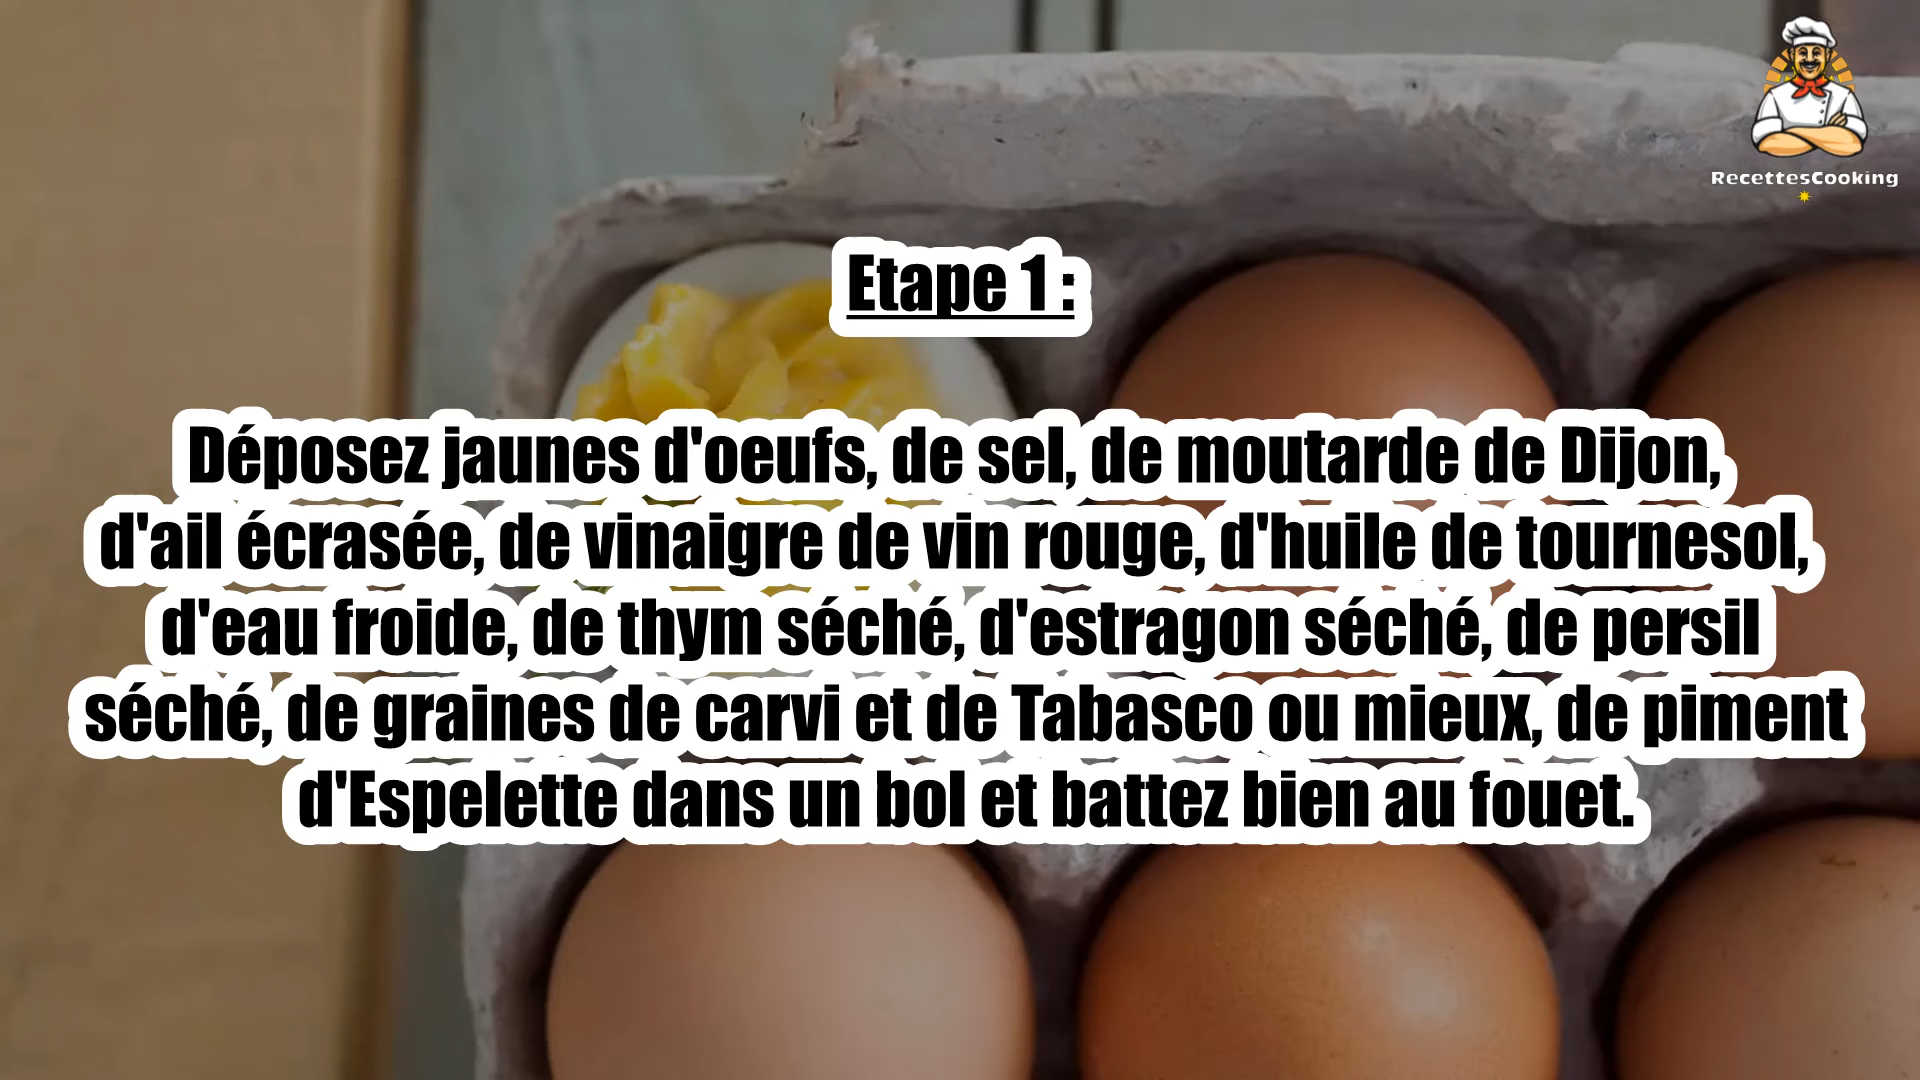 RecettesCooking
Etape 1 :
Déposez jaunes d'oeufs, de sel, de moutarde de Dijon,
d'ail écrasée, de vinaigre de vin rouge, d'huile de tournesol,
d'eau froide, de thym séché, d'estragon séché, de persil
séché, de graines de carvi et de Tabasco ou mieux, de piment
d'Espelette dans un bol et battez bien au fouet.